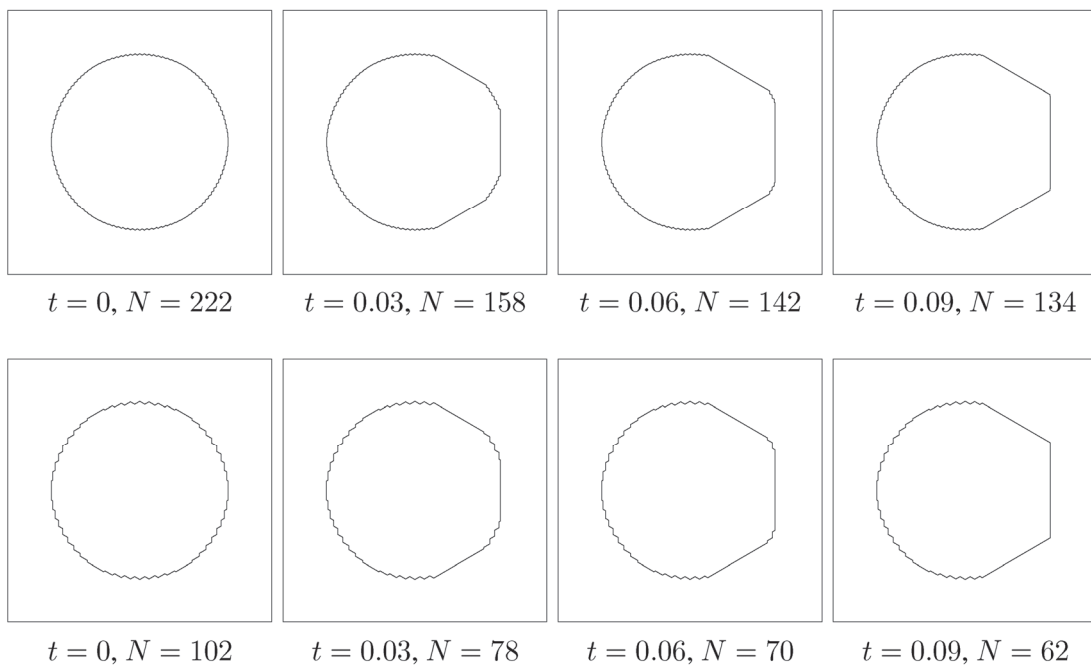 t = 0, N = 222 t = 0.03, N = 158 t = 0.06, N = 142 t = 0.09, N = 134
t = 0, N = 102 t = 0.03, N = 78 t = 0.06, N = 70 t = 0.09, N = 62